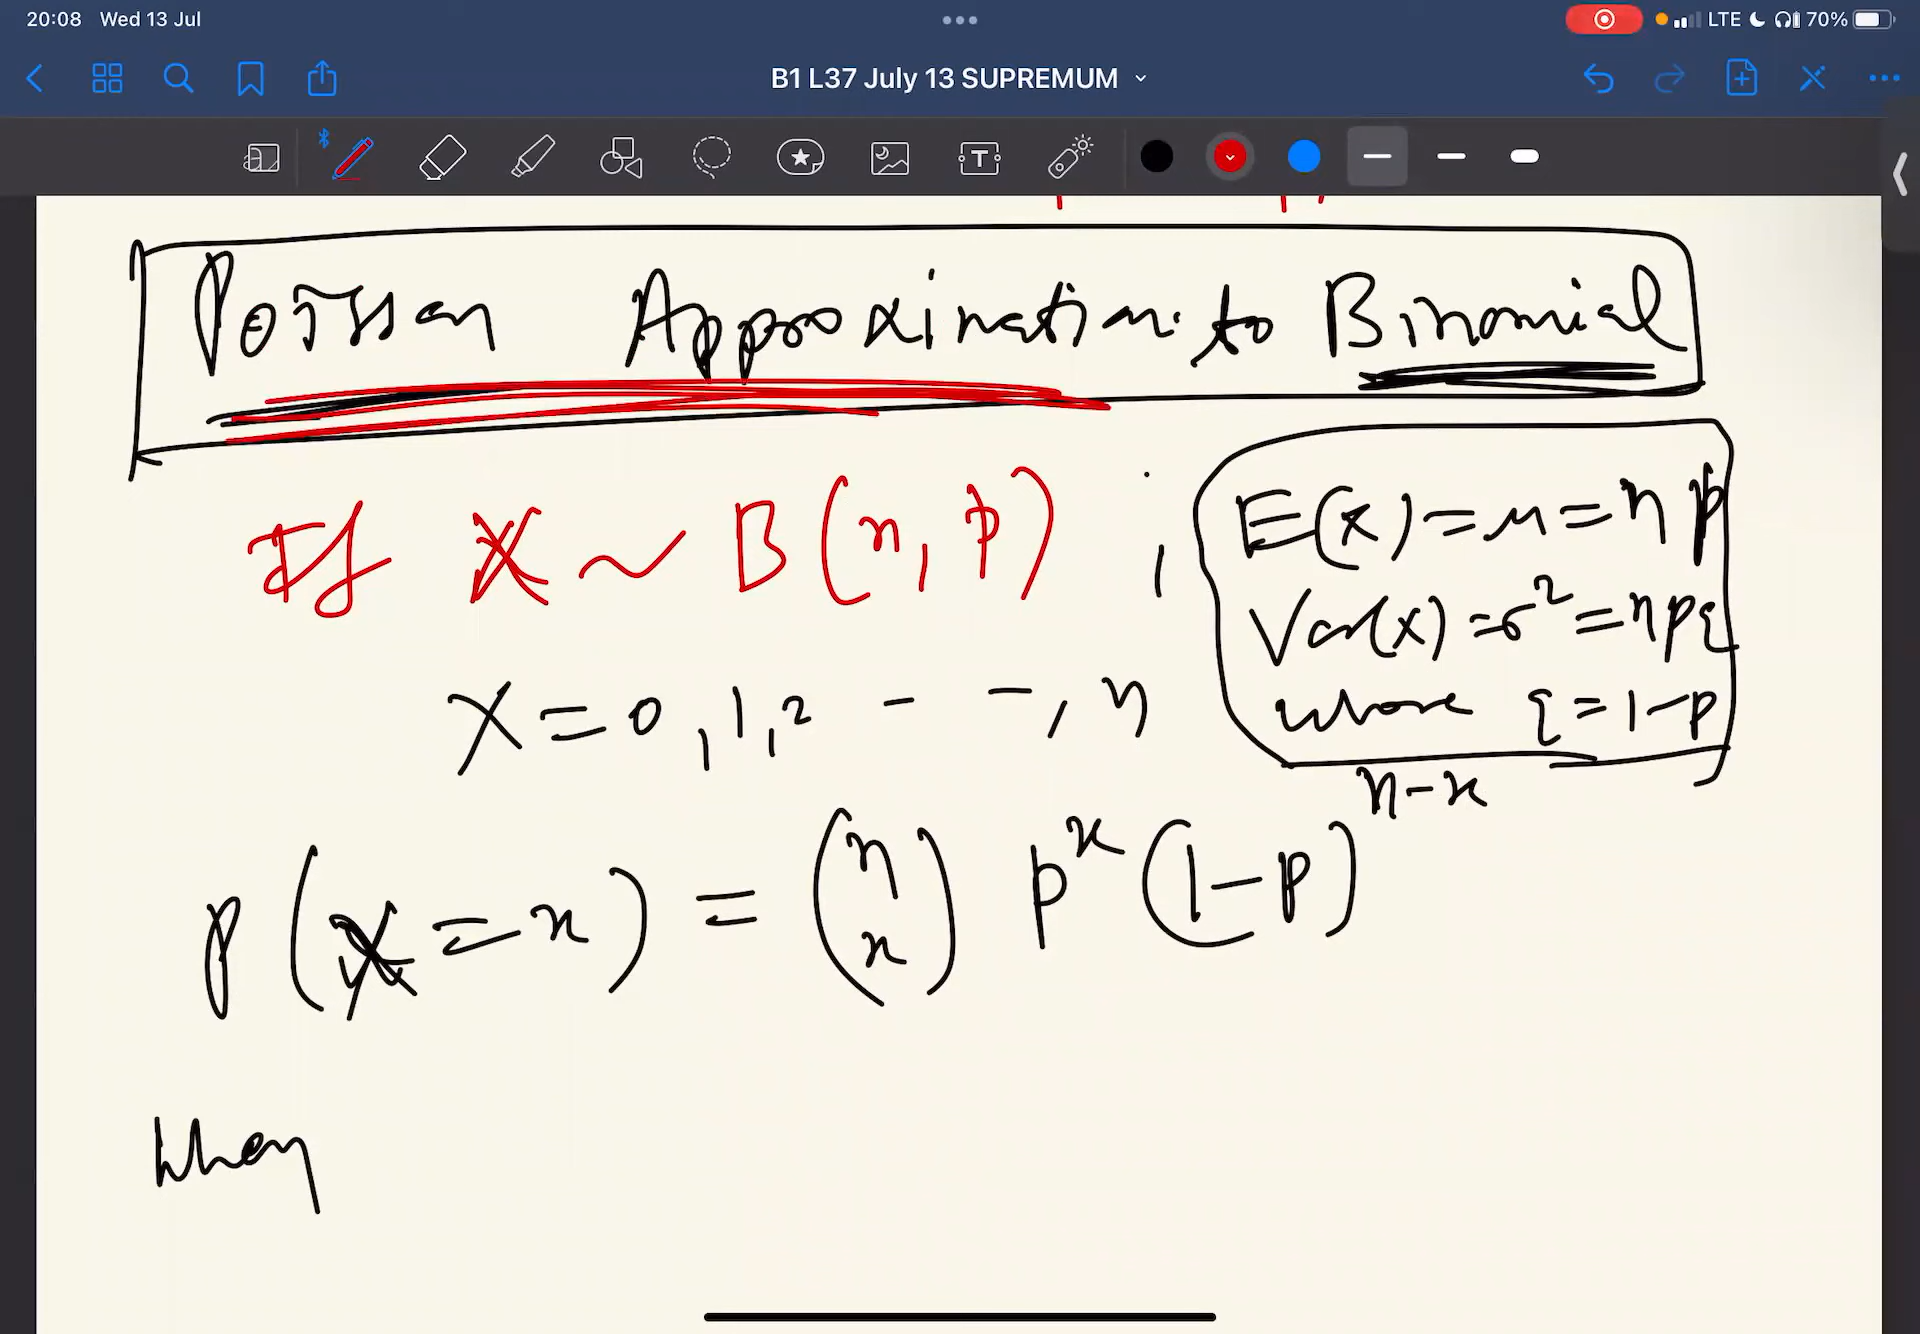 20:08 Wed 13 Jul
LTE 70%
B1 L37 July 13 SUPREMUM
Poisson Approximation to Binomial
If X ~ B(n, p) ;
E(x) = μ = np
Var(x) = σ² = npq
where q = 1-p
X = 0, 1, 2 - -, n
P(X = x) = (n x) p^x (1-p)^{n-x}
When